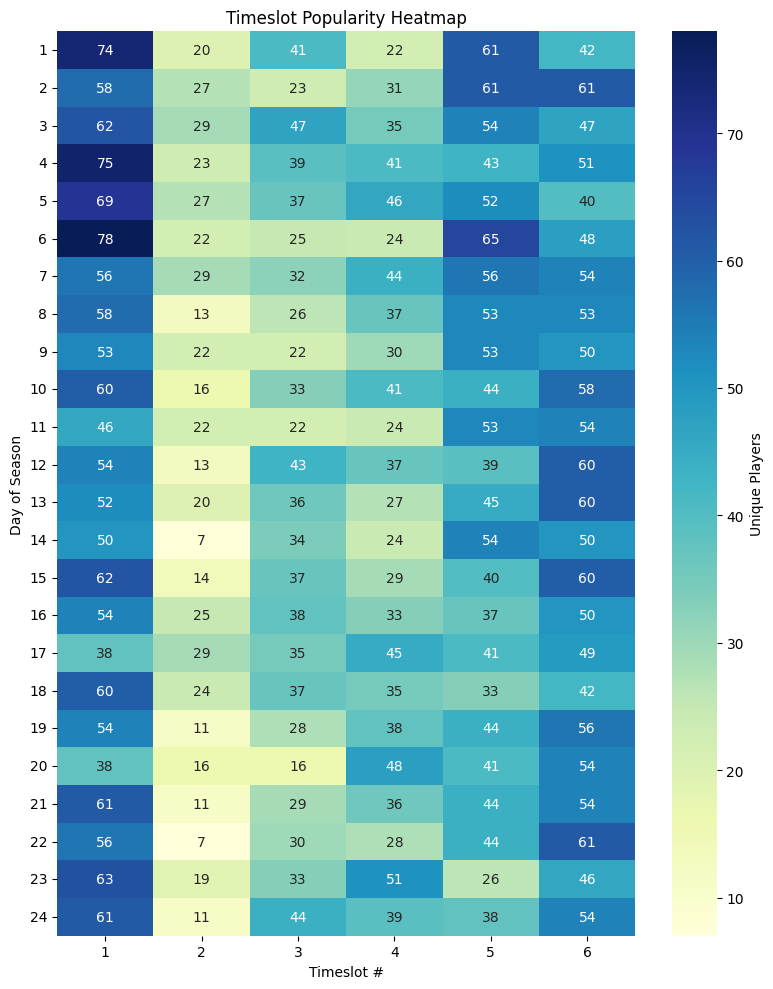 Timeslot Popularity Heatmap
1 74 20 41 22 61 42
2 58 27 23 31 61 61
3 62 29 47 35 54 47
4 75 23 39 41 43 51
5 69 27 37 46 52 40
6 78 22 25 24 65 48
7 56 29 32 44 56 54
8 58 13 26 37 53 53
9 53 22 22 30 53 50
10 60 16 33 41 44 58
11 46 22 22 24 53 54
12 54 13 43 37 39 60
13 52 20 36 27 45 60
14 50 7 34 24 54 50
15 62 14 37 29 40 60
16 54 25 38 33 37 50
17 38 29 35 45 41 49
18 60 24 37 35 33 42
19 54 11 28 38 44 56
20 38 16 16 48 41 54
21 61 11 29 36 44 54
22 56 7 30 28 44 61
23 63 19 33 51 26 46
24 61 11 44 39 38 54
1 2 3 4 5 6
Timeslot #
Day of Season
70
60
50
40
30
20
10
Unique Players